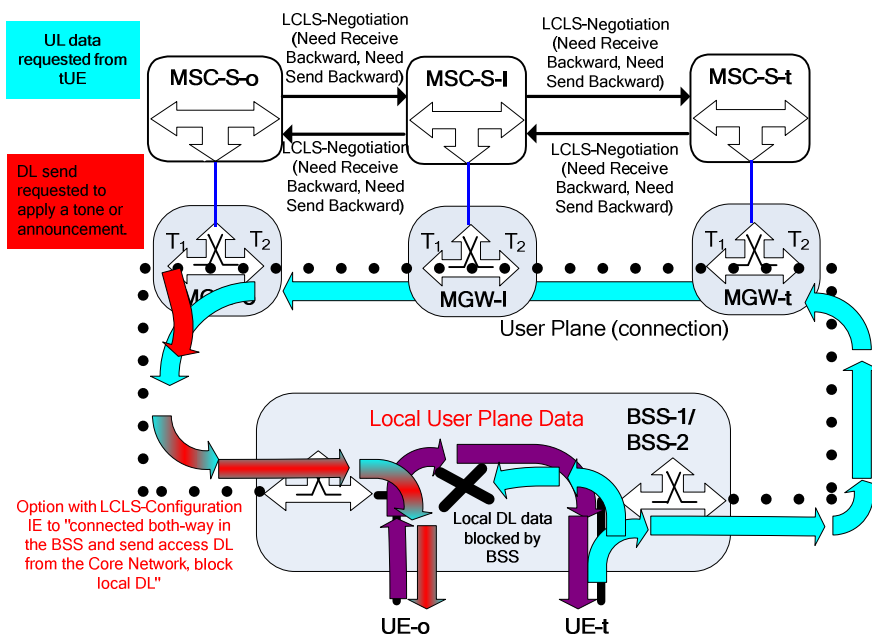 UL data
requested from
tUE
LCLS-Negotiation
(Need Receive
Backward, Need
Send Backward)
LCLS-Negotiation
(Need Receive
Backward, Need
Send Backward)
MSC-S-o
MSC-S-I
MSC-S-t
LCLS-Negotiation
(Need Receive
Backward, Need
Send Backward)
LCLS-Negotiation
(Need Receive
Backward, Need
Send Backward)
DL send
requested to
apply a tone or
announcement.
T1 T2
T1 T2
T1 T2
MGW-I
MGW-t
User Plane (connection)
Local User Plane Data
BSS-1/
BSS-2
Option with LCLS-Configuration
IE to "connected both-way in
the BSS and send access DL
from the Core Network, block
local DL"
Local DL data
blocked by
BSS
UE-o
UE-t